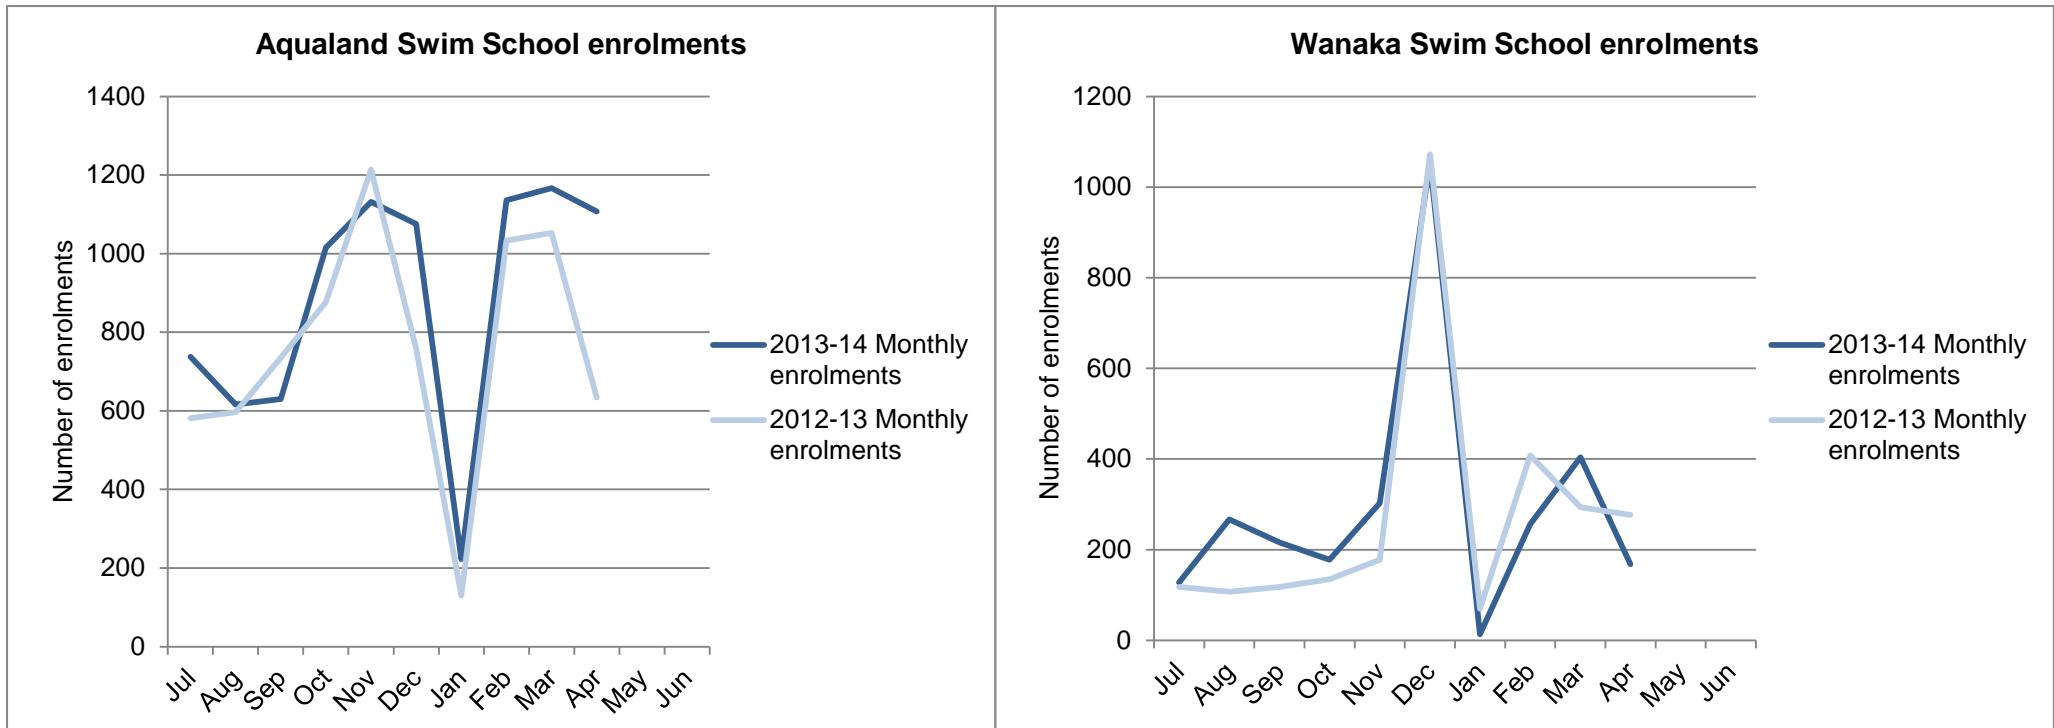 Aqualand Swim School enrolments
Number of enrolments
1400
1200
1000
800
600
400
200
0
Jul
Aug
Sep
Oct
Nov
Dec
Jan
Feb
Mar
Apr
May
Jun
2013-14 Monthly
enrolments
2012-13 Monthly
enrolments
Wanaka Swim School enrolments
Number of enrolments
1200
1000
800
600
400
200
0
Jul
Aug
Sep
Oct
Nov
Dec
Jan
Feb
Mar
Apr
May
Jun
2013-14 Monthly
enrolments
2012-13 Monthly
enrolments